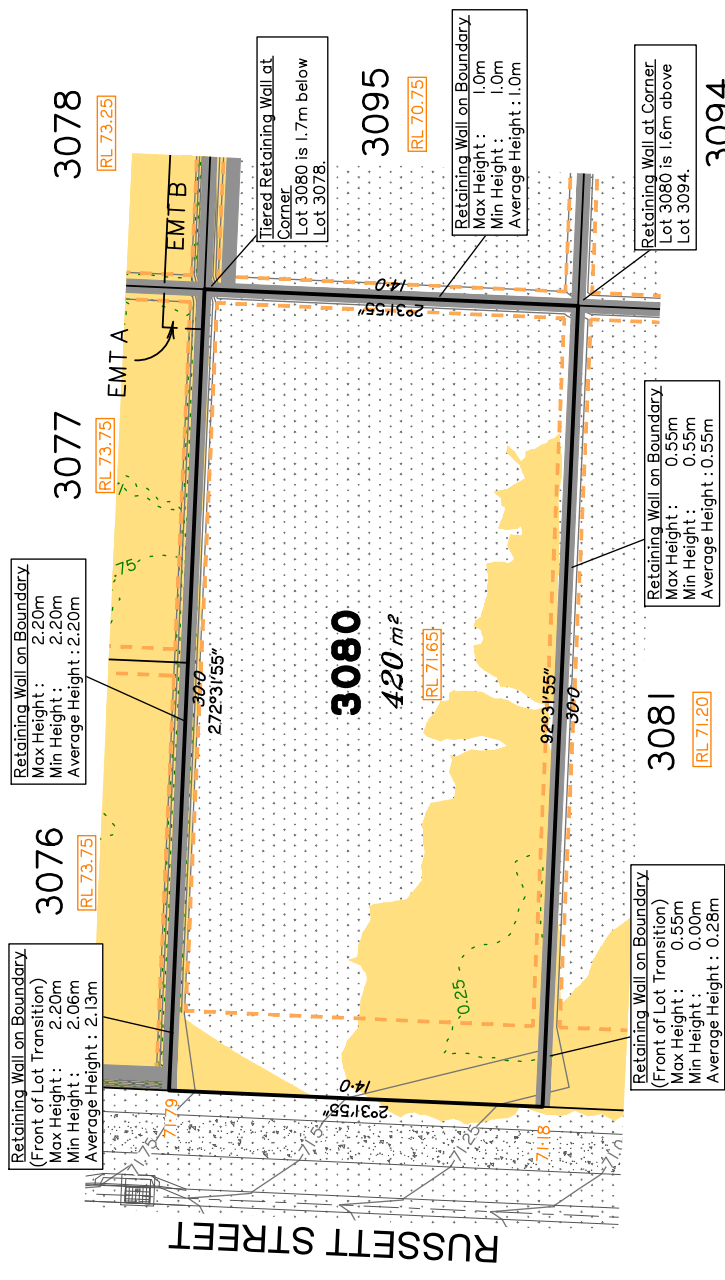 3078
RL 73.25
EMT B
EMT A
Tiered Retaining Wall at
Corner
Lot 3080 is 1.7m below
Lot 3078.
3095
RL 70.75
Retaining Wall on Boundary
Max Height : 1.0m
Min Height : 1.0m
Average Height : 1.0m
Retaining Wall at Corner
Lot 3080 is 1.6m above
Lot 3094.
3094
3077
RL 73.75
75
14·0
2°31'55"
Retaining Wall on Boundary
Max Height : 2.20m
Min Height : 2.20m
Average Height : 2.20m
30·0
272°31'55"
3080
420 m²
RL 71.65
92°31'55"
30·0
Retaining Wall on Boundary
Max Height : 0.55m
Min Height : 0.55m
Average Height : 0.55m
3081
RL 71.20
3076
RL 73.75
Retaining Wall on Boundary
(Front of Lot Transition)
Max Height : 2.20m
Min Height : 2.06m
Average Height : 2.13m
0.25
Retaining Wall on Boundary
(Front of Lot Transition)
Max Height : 0.55m
Min Height : 0.00m
Average Height : 0.28m
14·0
2°31'55"
71·79
71·18
71.75
71.5
71.25
RUSSETT STREET